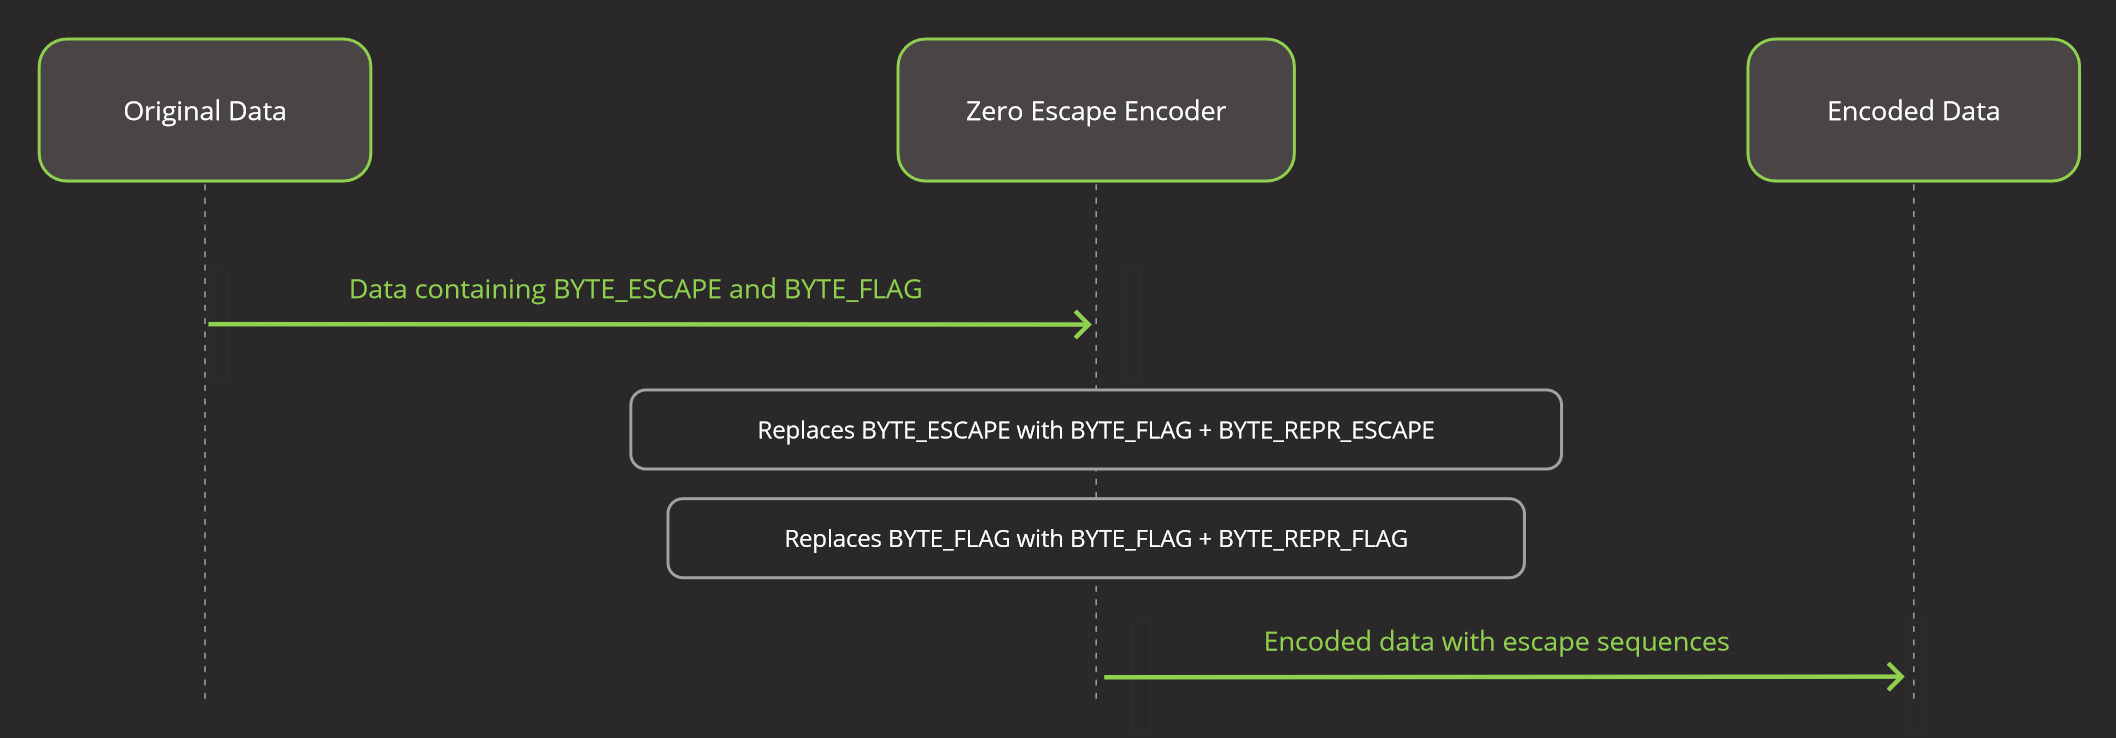 Original Data
Zero Escape Encoder
Encoded Data
Data containing BYTE_ESCAPE and BYTE_FLAG
Replaces BYTE_ESCAPE with BYTE_FLAG + BYTE_REPR_ESCAPE
Replaces BYTE_FLAG with BYTE_FLAG + BYTE_REPR_FLAG
Encoded data with escape sequences